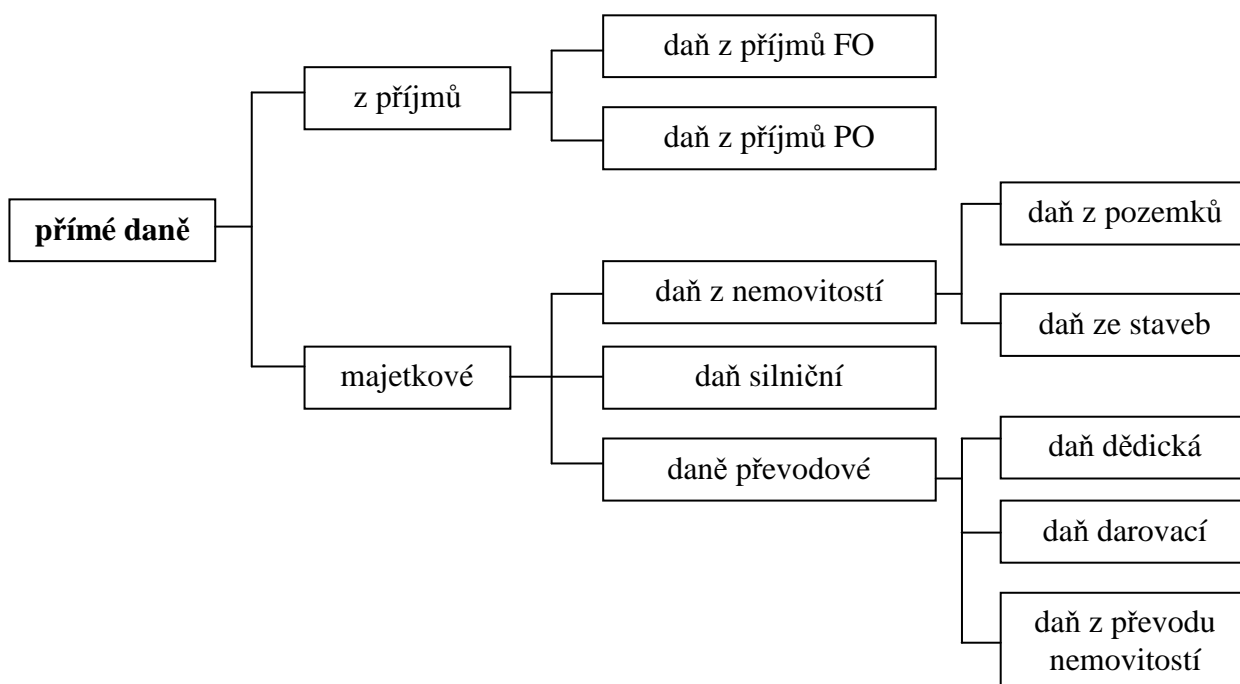 přímé daně
z příjmů
daň z příjmů FO
daň z příjmů PO
majetkové
daň z nemovitostí
daň z pozemků
daň ze staveb
daň silniční
daně převodové
daň dědická
daň darovací
daň z převodu
nemovitostí